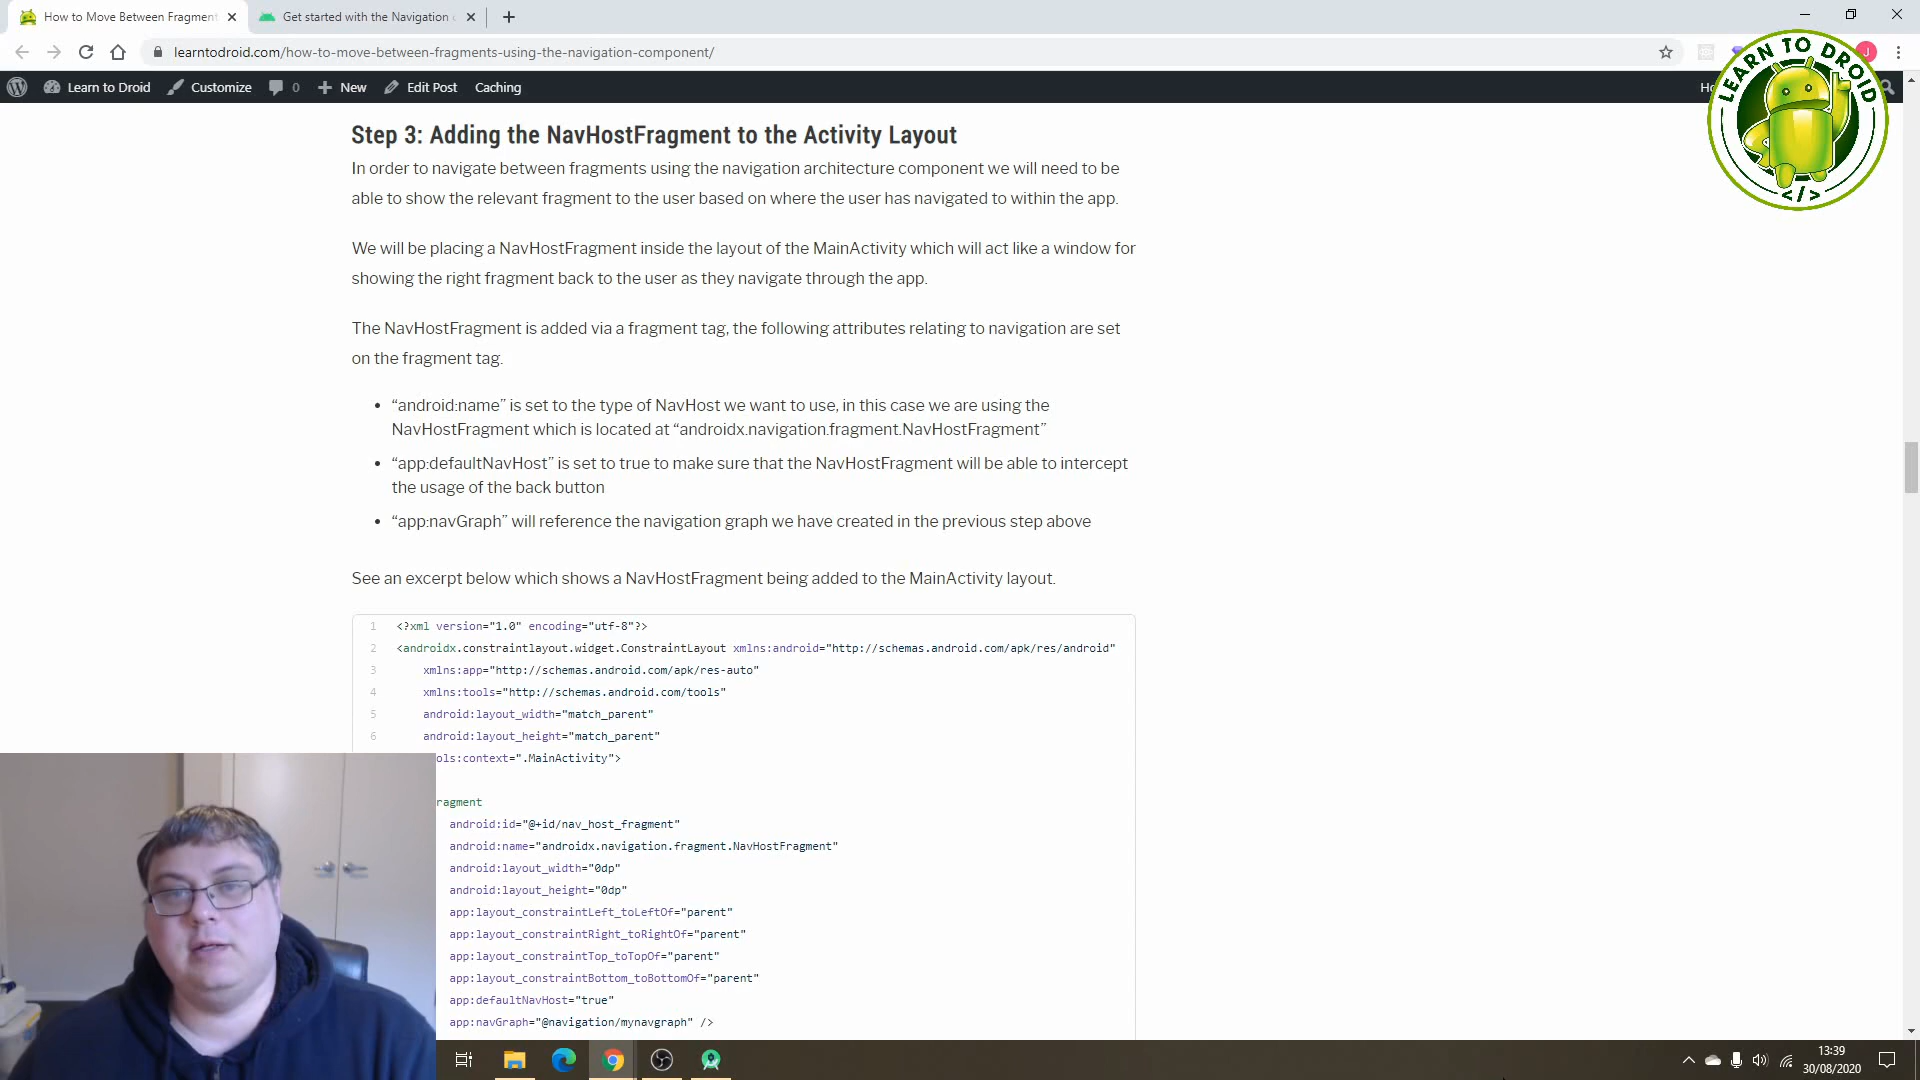 How to Move Between Fragment
Get started with the Navigation
learntodroid.com/how-to-move-between-fragments-using-the-navigation-component/
Learn to Droid Customize 0 New Edit Post Caching
LEARN TO DROID
</>
J
Step 3: Adding the NavHostFragment to the Activity Layout
In order to navigate between fragments using the navigation architecture component we will need to be
able to show the relevant fragment to the user based on where the user has navigated to within the app.
We will be placing a NavHostFragment inside the layout of the MainActivity which will act like a window for
showing the right fragment back to the user as they navigate through the app.
The NavHostFragment is added via a fragment tag, the following attributes relating to navigation are set
on the fragment tag.
• “android:name” is set to the type of NavHost we want to use, in this case we are using the
NavHostFragment which is located at “androidx.navigation.fragment.NavHostFragment”
• “app:defaultNavHost” is set to true to make sure that the NavHostFragment will be able to intercept
the usage of the back button
• “app:navGraph” will reference the navigation graph we have created in the previous step above
See an excerpt below which shows a NavHostFragment being added to the MainActivity layout.
1 <?xml version="1.0" encoding="utf-8"?>
2 <androidx.constraintlayout.widget.ConstraintLayout xmlns:android="http://schemas.android.com/apk/res/android"
3 xmlns:app="http://schemas.android.com/apk/res-auto"
4 xmlns:tools="http://schemas.android.com/tools"
5 android:layout_width="match_parent"
6 android:layout_height="match_parent"
ols:context=".MainActivity">
ragment
android:id="@+id/nav_host_fragment"
android:name="androidx.navigation.fragment.NavHostFragment"
android:layout_width="0dp"
android:layout_height="0dp"
app:layout_constraintLeft_toLeftOf="parent"
app:layout_constraintRight_toRightOf="parent"
app:layout_constraintTop_toTopOf="parent"
app:layout_constraintBottom_toBottomOf="parent"
app:defaultNavHost="true"
app:navGraph="@navigation/mynavgraph" />
13:39
30/08/2020